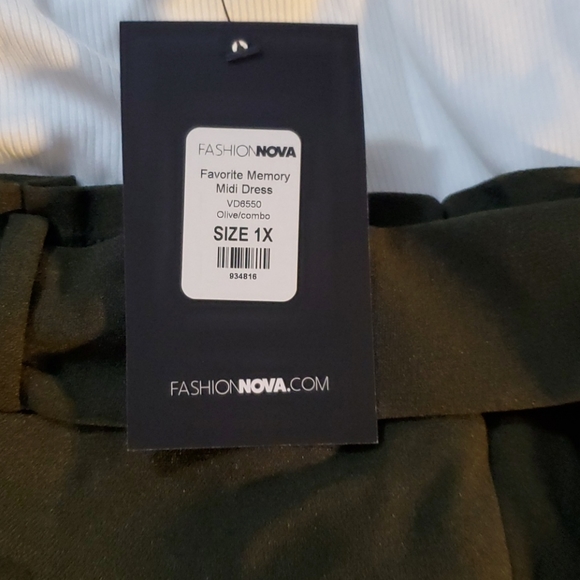 FASHIONNOVA
Favorite Memory
Midi Dress
VD8550
Olive/combo
SIZE 1X
934816
FASHIONNOVA.COM